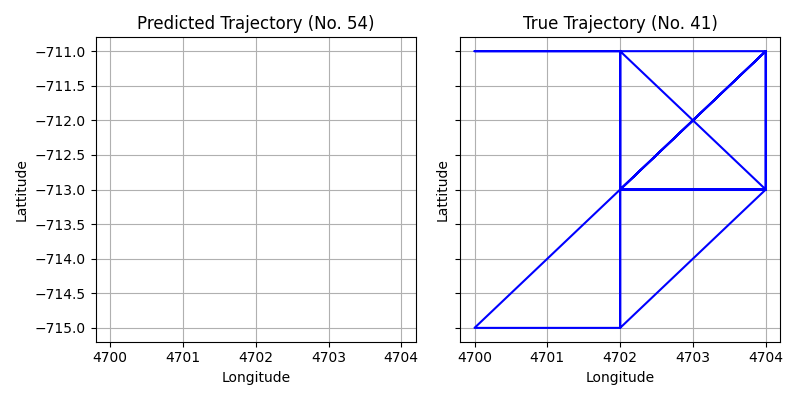 Predicted Trajectory (No. 54)
−711.0
−711.5
−712.0
−712.5
−713.0
−713.5
−714.0
−714.5
−715.0
Lattitude
4700 4701 4702 4703 4704
Longitude
True Trajectory (No. 41)
Lattitude
4700 4701 4702 4703 4704
Longitude